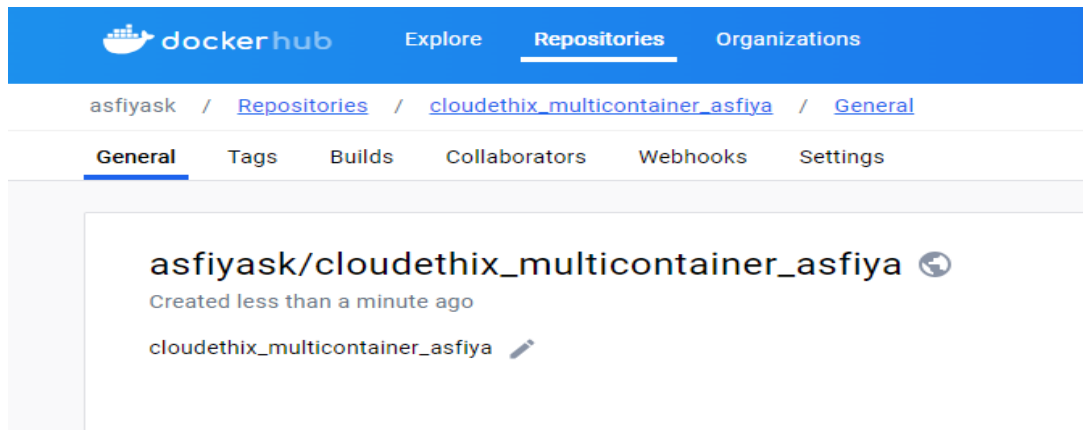 dockerhub Explore Repositories Organizations
asfiyask / Repositories / cloudethix_multicontainer_asfiya / General
General Tags Builds Collaborators Webhooks Settings
asfiyask/cloudethix_multicontainer_asfiya
Created less than a minute ago
cloudethix_multicontainer_asfiya